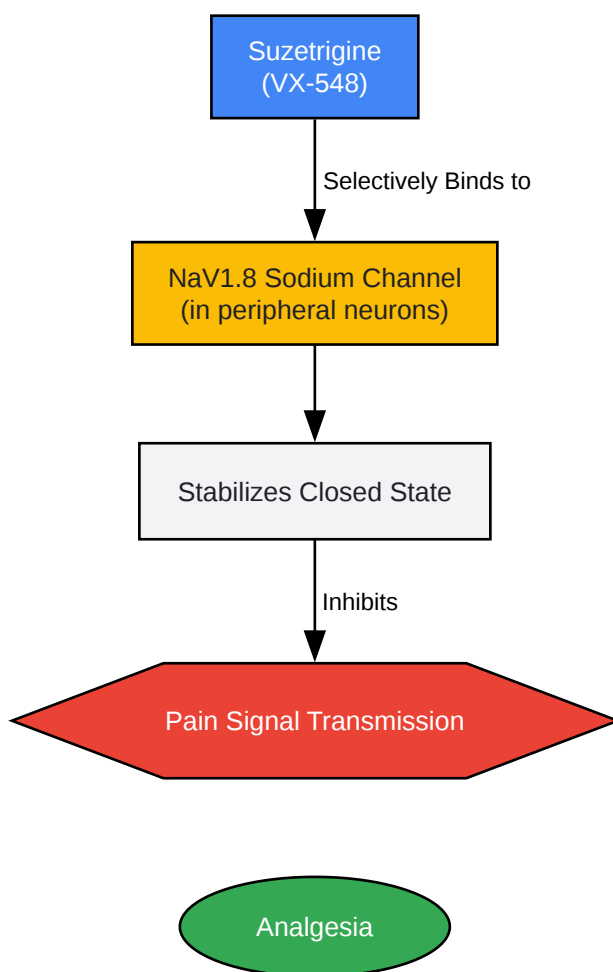 Suzetrigine
(VX-548)
Selectively Binds to
NaV1.8 Sodium Channel
(in peripheral neurons)
Stabilizes Closed State
Inhibits
Pain Signal Transmission
Analgesia